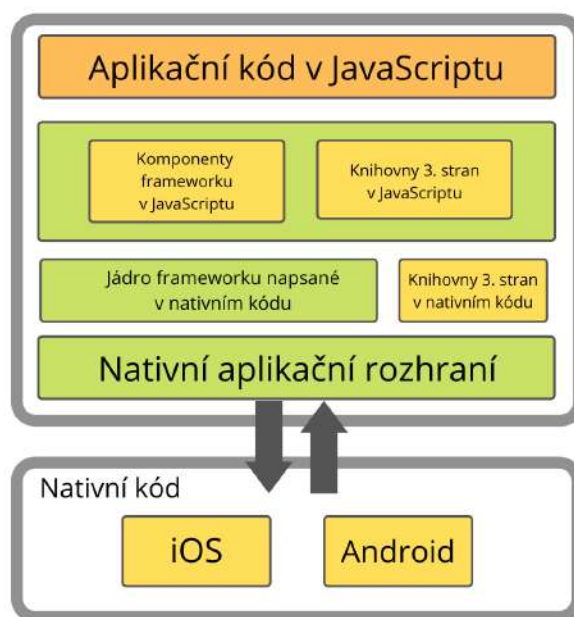 Aplikační kód v JavaScriptu
Komponenty
frameworku
v JavaScriptu
Knihovny 3. stran
v JavaScriptu
Jádro frameworku napsané
v nativním kódu
Knihovny 3. stran
v nativním kódu
Nativní aplikační rozhraní
Nativní kód
iOS
Android